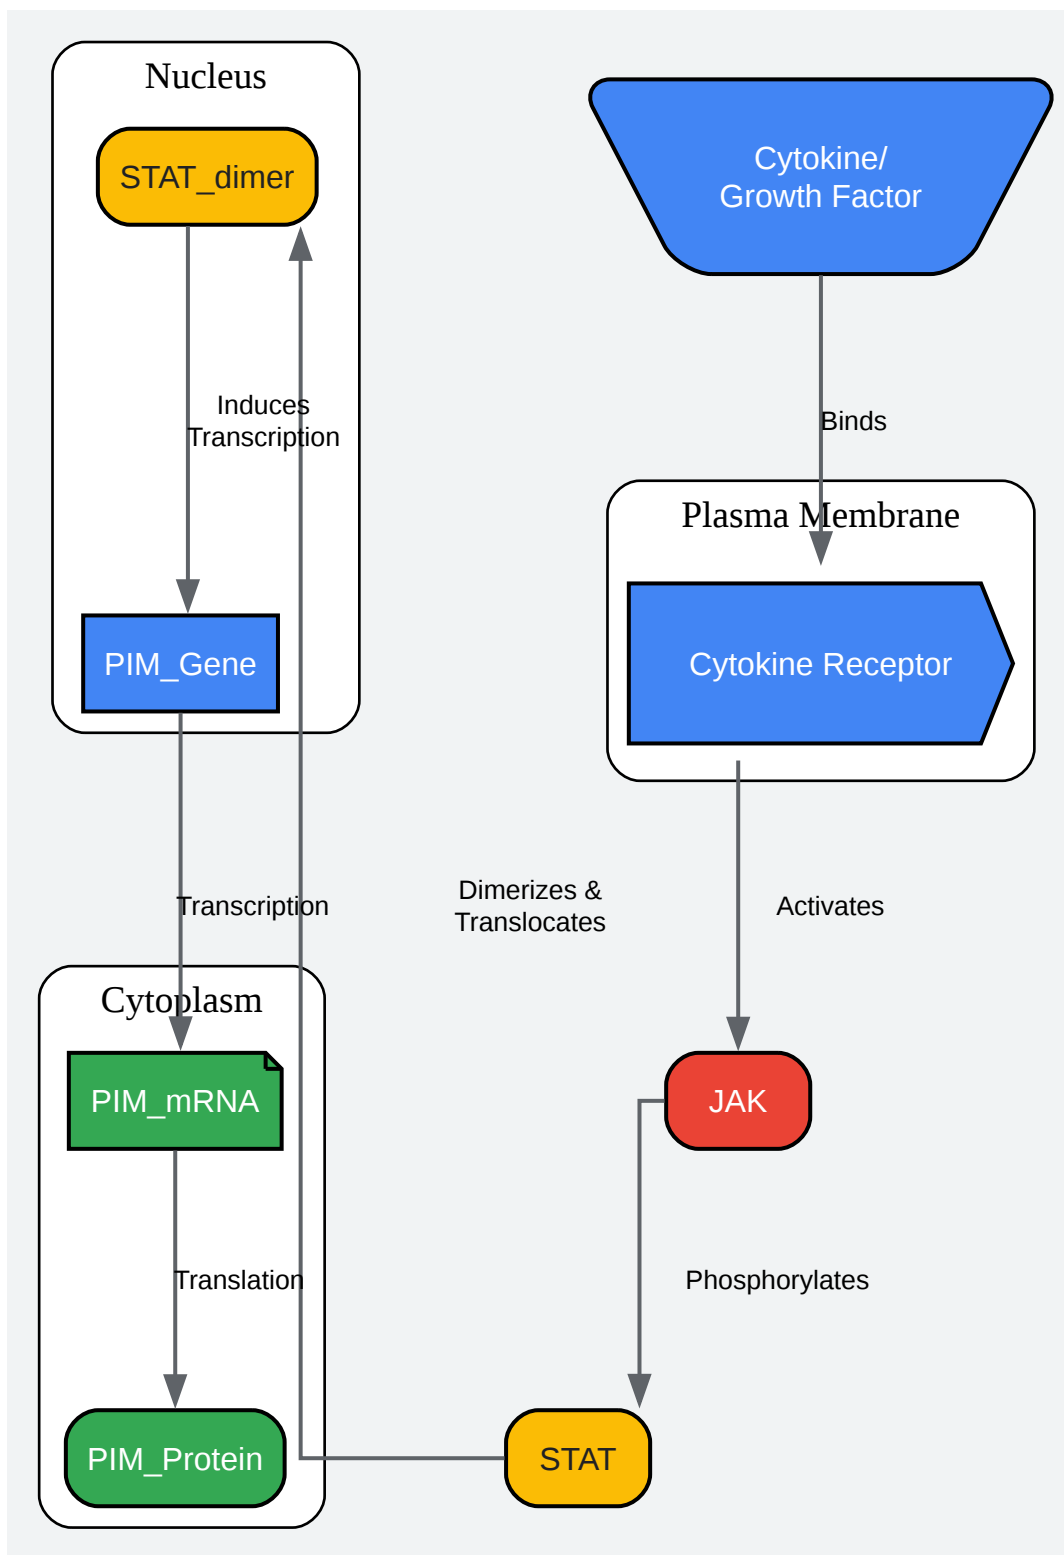 Nucleus
STAT_dimer
Cytokine/
Growth Factor
Induces
Transcription
Binds
Plasma Membrane
PIM_Gene
Cytokine Receptor
Transcription
Dimerizes &
Translocates
Activates
Cytoplasm
PIM_mRNA
JAK
Translation
Phosphorylates
PIM_Protein
STAT